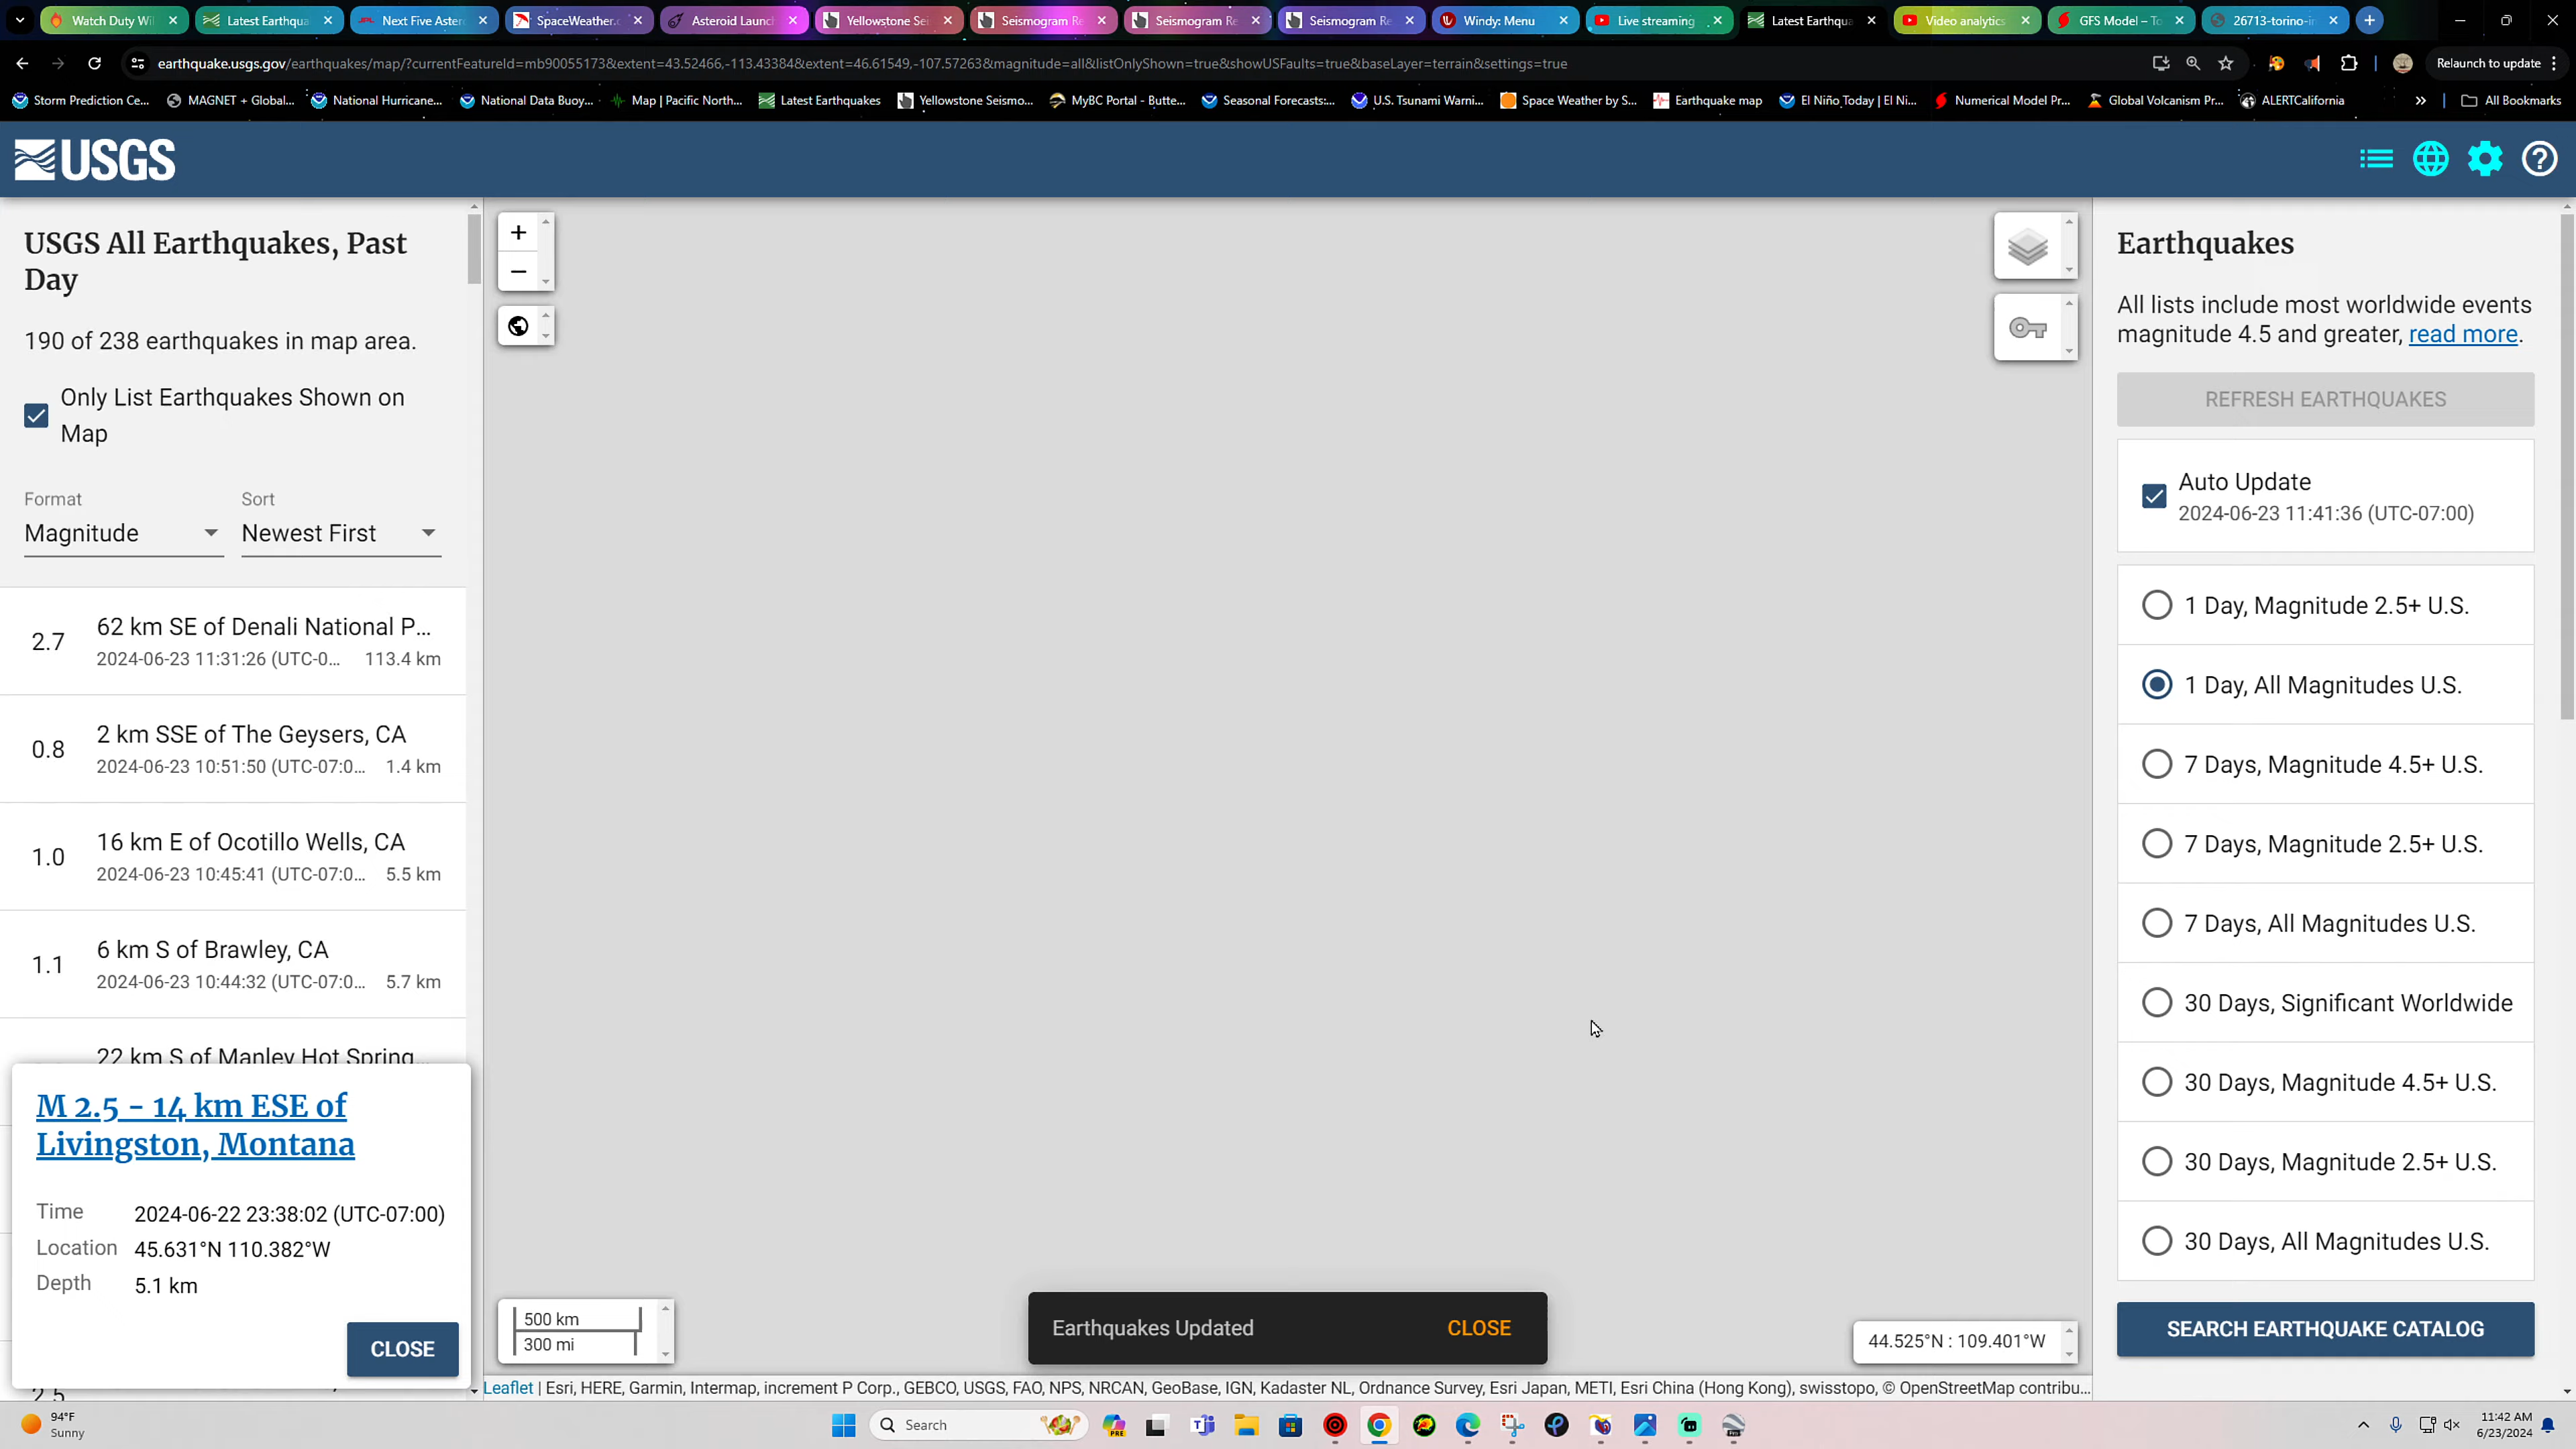 Watch Duty Wil
Latest Earthqua
Next Five Aster
SpaceWeather.c
Asteroid Launch
Yellowstone Sei
Seismogram Re
Seismogram Re
Seismogram Re
Windy: Menu
Live streaming
Latest Earthqua
Video analytics
GFS Model – To
26713-torino-in
earthquake.usgs.gov/earthquakes/map/?currentFeatureId=mb90055173&extent=43.52466,-113.43384&extent=46.61549,-107.57263&magnitude=all&listOnlyShown=true&showUSFaults=true&baseLayer=terrain&settings=true
Relaunch to update
Storm Prediction Ce...
MAGNET + Global...
National Hurricane...
National Data Buoy...
Map | Pacific North...
Latest Earthquakes
Yellowstone Seismo...
MyBC Portal - Butte...
Seasonal Forecasts:...
U.S. Tsunami Warni...
Space Weather by S...
Earthquake map
El Niño Today | El Ni...
Numerical Model Pr...
Global Volcanism Pr...
ALERTCalifornia
All Bookmarks
USGS
USGS All Earthquakes, Past
Day
190 of 238 earthquakes in map area.
Only List Earthquakes Shown on
Map
Format
Sort
Magnitude
Newest First
2.7
62 km SE of Denali National P...
2024-06-23 11:31:26 (UTC-0... 113.4 km
0.8
2 km SSE of The Geysers, CA
2024-06-23 10:51:50 (UTC-07:0... 1.4 km
1.0
16 km E of Ocotillo Wells, CA
2024-06-23 10:45:41 (UTC-07:0... 5.5 km
1.1
6 km S of Brawley, CA
2024-06-23 10:44:32 (UTC-07:0... 5.7 km
22 km S of Manley Hot Spring...
M 2.5 - 14 km ESE of
Livingston, Montana
Time 2024-06-22 23:38:02 (UTC-07:00)
Location 45.631°N 110.382°W
Depth 5.1 km
CLOSE
2.5
+
−
500 km
300 mi
Earthquakes Updated CLOSE
44.525°N : 109.401°W
Leaflet | Esri, HERE, Garmin, Intermap, increment P Corp., GEBCO, USGS, FAO, NPS, NRCAN, GeoBase, IGN, Kadaster NL, Ordnance Survey, Esri Japan, METI, Esri China (Hong Kong), swisstopo, © OpenStreetMap contribu...
Earthquakes
All lists include most worldwide events
magnitude 4.5 and greater, read more.
REFRESH EARTHQUAKES
Auto Update
2024-06-23 11:41:36 (UTC-07:00)
1 Day, Magnitude 2.5+ U.S.
1 Day, All Magnitudes U.S.
7 Days, Magnitude 4.5+ U.S.
7 Days, Magnitude 2.5+ U.S.
7 Days, All Magnitudes U.S.
30 Days, Significant Worldwide
30 Days, Magnitude 4.5+ U.S.
30 Days, Magnitude 2.5+ U.S.
30 Days, All Magnitudes U.S.
SEARCH EARTHQUAKE CATALOG
94°F
Sunny
Search
11:42 AM
6/23/2024